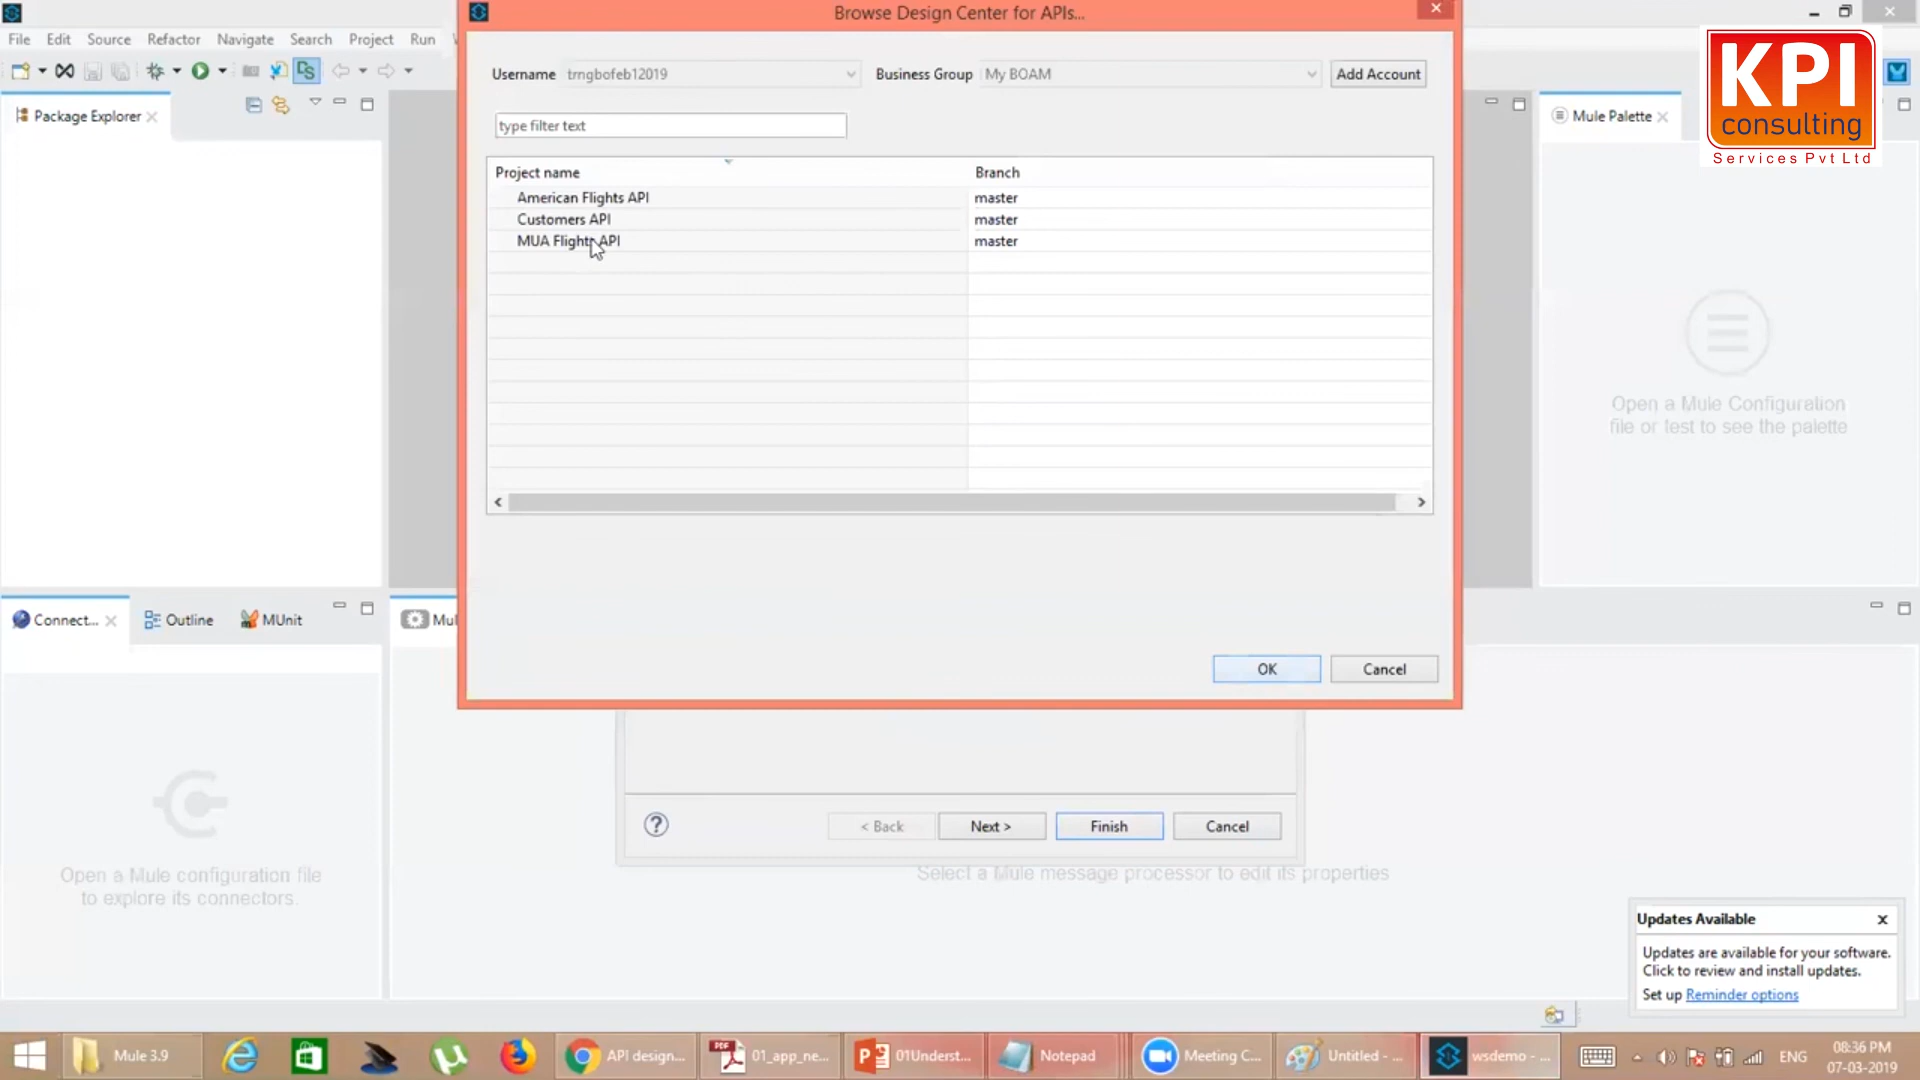 Browse Design Center for APIs...
File Edit Source Refactor Navigate Search Project Run
Package Explorer
Username trngbofeb12019 Business Group My BOAM Add Account
type filter text
Project name Branch
American Flights API master
Customers API master
MUA Flights API master
OK Cancel
Mule Palette
KPI
consulting
Services Pvt Ltd
Open a Mule Configuration
file or test to see the palette
Connect... Outline MUnit
Mul
Open a Mule configuration file
to explore its connectors.
? < Back Next > Finish Cancel
Select a Mule message processor to edit its properties
Updates Available x
Updates are available for your software.
Click to review and install updates.
Set up Reminder options
Mule 3.9 API design... 01_app_ne... 01Underst... Notepad Meeting C... Untitled - ... wsdemo - ... ENG
08:36 PM
07-03-2019